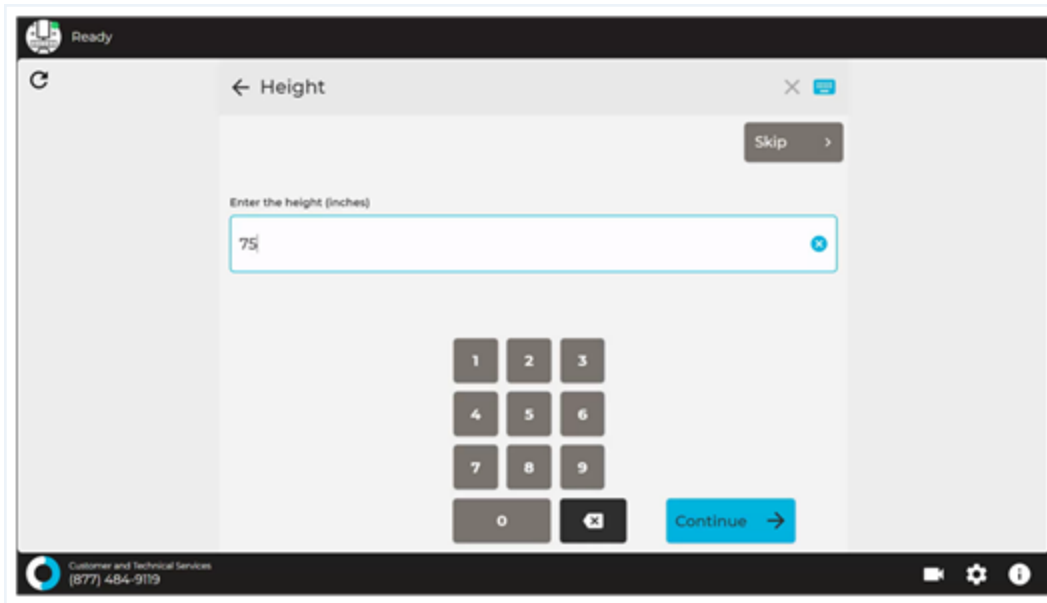 Ready
Height
Skip
Enter the height (inches)
75
1 2 3
4 5 6
7 8 9
0
Continue
Customer and Technical Services
(877) 484-9119